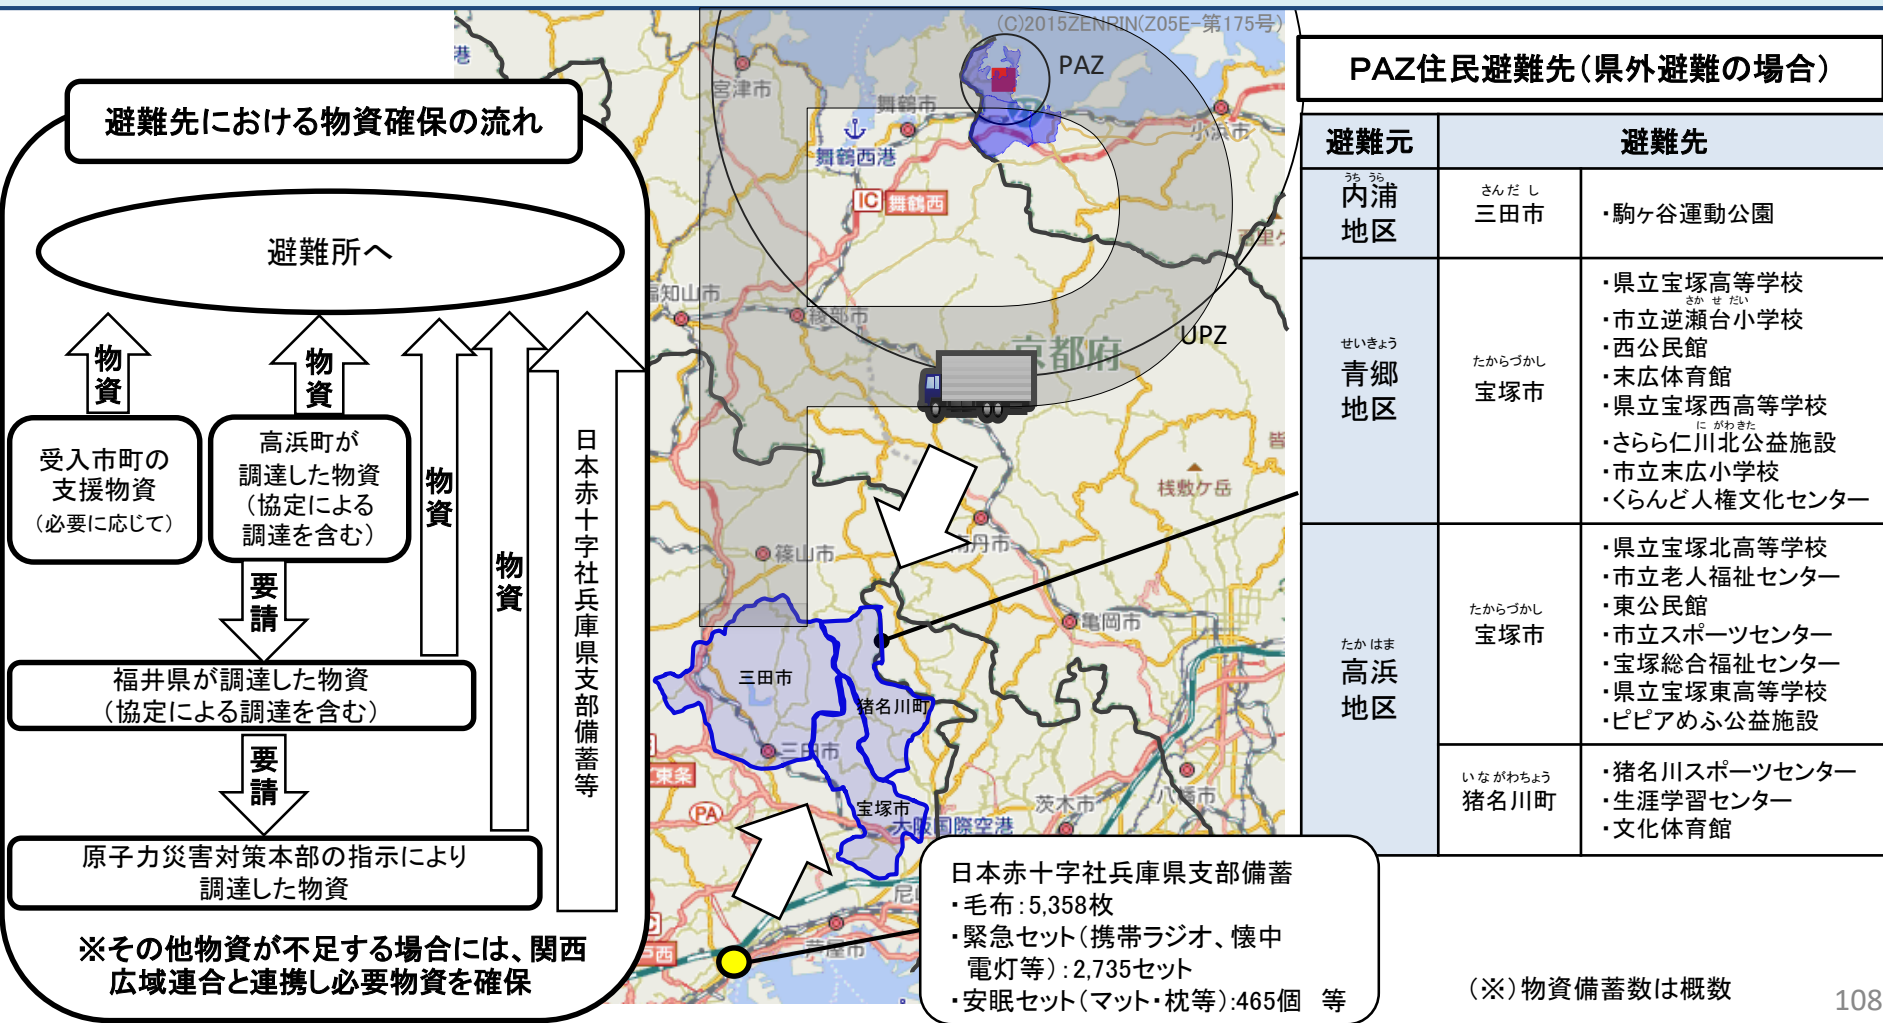 (C)2015ZENRIN(Z05E-第175号)
避難先における物資確保の流れ
避難所へ
物資
物資
物資
物資
日本赤十字社兵庫県支部備蓄等
受入市町の
支援物資
(必要に応じて)
高浜町が
調達した物資
(協定による
調達を含む)
要請
福井県が調達した物資
(協定による調達を含む)
要請
原子力災害対策本部の指示により
調達した物資
※その他物資が不足する場合には、関西
広域連合と連携し必要物資を確保
港
宮津市
舞鶴市
舞鶴西港
IC 舞鶴西
PAZ
小浜市
福知山市
綾部市
京都府
UPZ
桟敷ケ岳
篠山市
南丹市
亀岡市
三田市
猪名川町
三田市
東条
PA
宝塚市
大阪国際空港
茨木市
八幡市
芦屋市
戸西
日本赤十字社兵庫県支部備蓄
・毛布:5,358枚
・緊急セット(携帯ラジオ、懐中
電灯等):2,735セット
・安眠セット(マット・枕等):465個 等
PAZ住民避難先(県外避難の場合)
避難元 避難先
うち うら
内浦
地区
さんだ し
三田市
・駒ヶ谷運動公園
せいきょう
青郷
地区
たからづかし
宝塚市
・県立宝塚高等学校
さか せ だい
・市立逆瀬台小学校
・西公民館
・末広体育館
・県立宝塚西高等学校
に がわきた
・さらら仁川北公益施設
・市立末広小学校
・くらんど人権文化センター
たか はま
高浜
地区
たからづかし
宝塚市
・県立宝塚北高等学校
・市立老人福祉センター
・東公民館
・市立スポーツセンター
・宝塚総合福祉センター
・県立宝塚東高等学校
・ピピアめふ公益施設
いながわちょう
猪名川町
・猪名川スポーツセンター
・生涯学習センター
・文化体育館
(※)物資備蓄数は概数
108